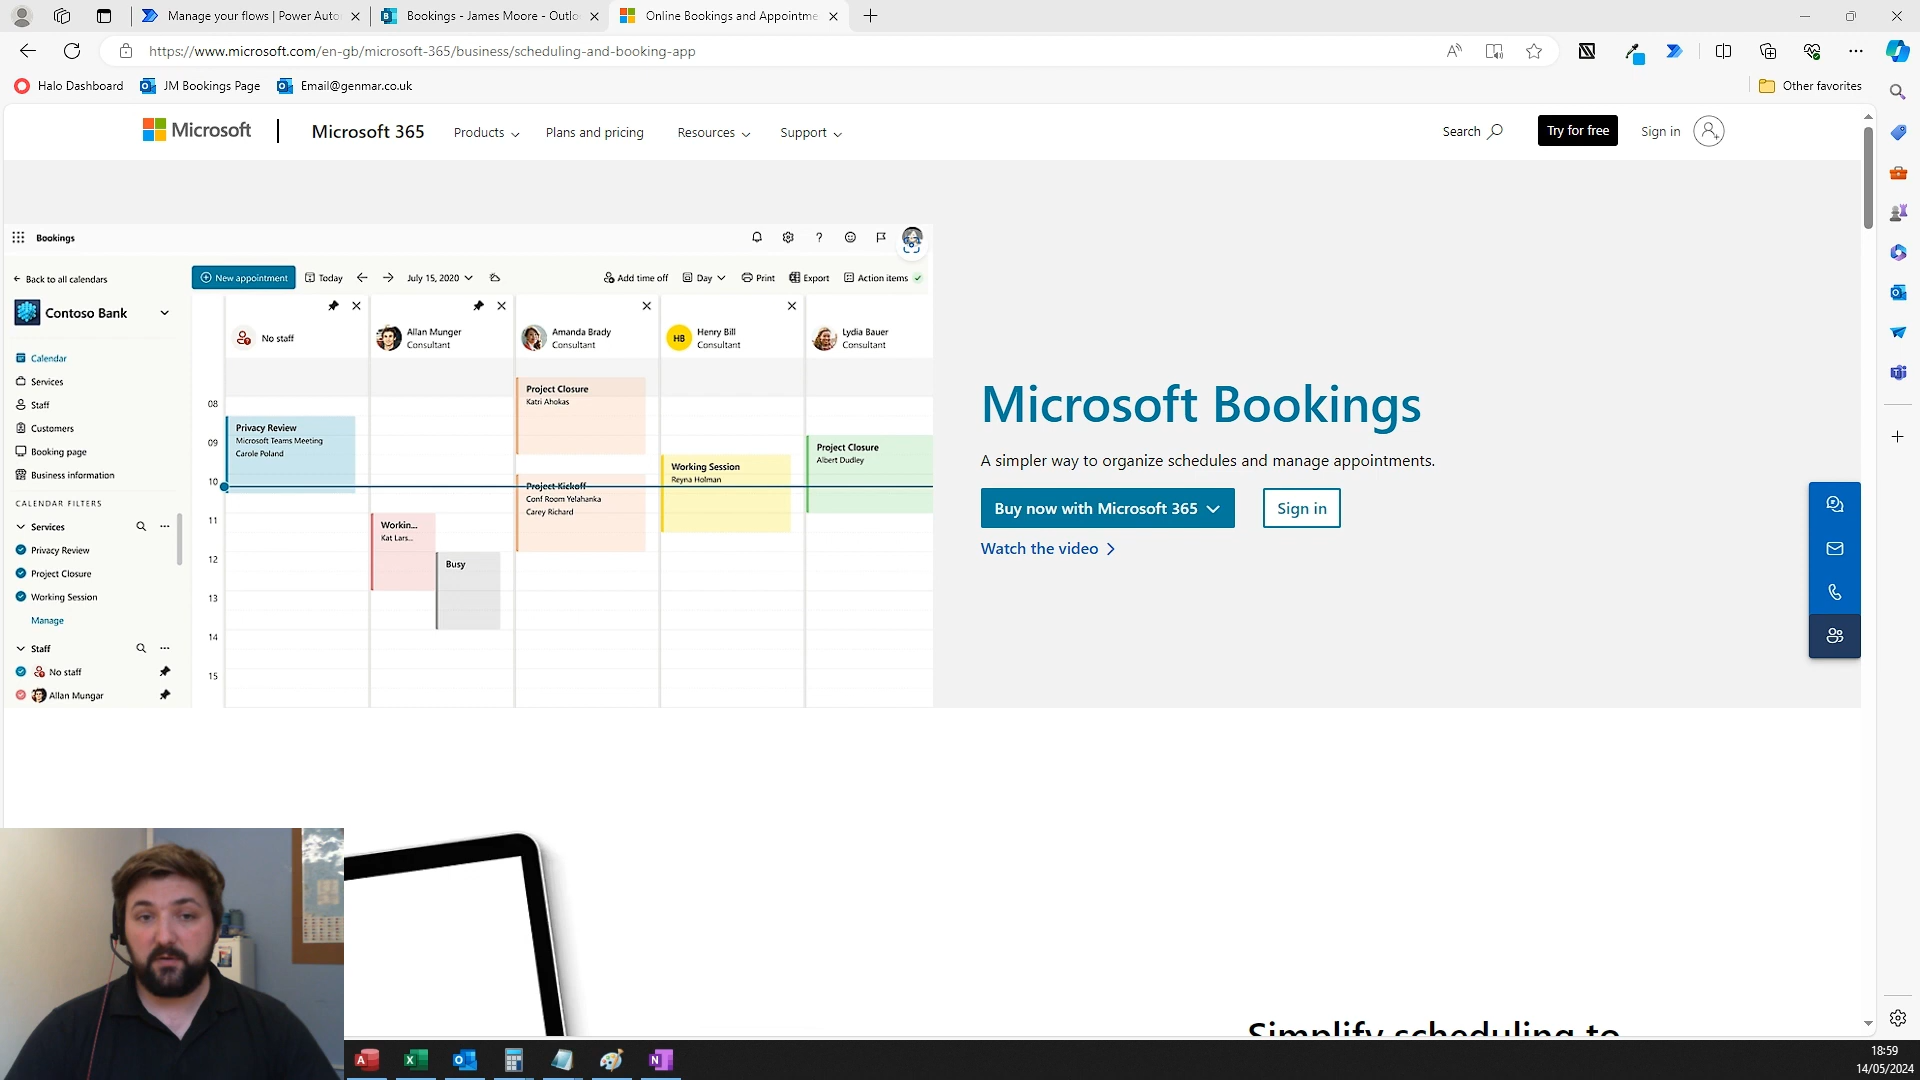 Manage your flows | Power Auto
Bookings - James Moore - Outlo
Online Bookings and Appointme
https://www.microsoft.com/en-gb/microsoft-365/business/scheduling-and-booking-app
Halo Dashboard
JM Bookings Page
Email@genmar.co.uk
Other favorites
Microsoft
Microsoft 365
Products
Plans and pricing
Resources
Support
Search
Try for free
Sign in
Bookings
Back to all calendars
New appointment
Today
July 15, 2020
Add time off
Day
Print
Export
Action items
Contoso Bank
No staff
Allan Munger
Consultant
Amanda Brady
Consultant
HB
Henry Bill
Consultant
Lydia Bauer
Consultant
Calendar
Services
Staff
Customers
Booking page
Business information
CALENDAR FILTERS
Services
Privacy Review
Project Closure
Working Session
Manage
Staff
No staff
Allan Mungar
08
09
10
11
12
13
14
15
Privacy Review
Microsoft Teams Meeting
Carole Poland
Workin...
Kat Lars...
Busy
Project Closure
Katri Ahokas
Project Kickoff
Conf Room Yelahanka
Carey Richard
Working Session
Reyna Holman
Project Closure
Albert Dudley
Microsoft Bookings
A simpler way to organize schedules and manage appointments.
Buy now with Microsoft 365
Sign in
Watch the video
Simplify scheduling to
18:59
14/05/2024